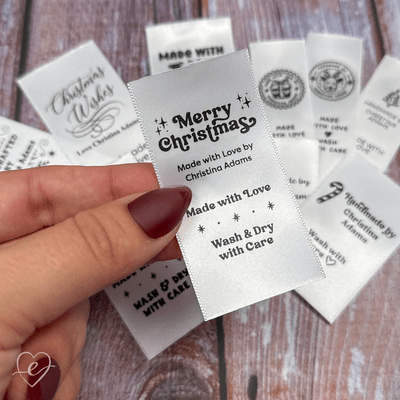 MADE WITH
Christmas
Wishes
Love Christina Adams
Merry
Christmas
Made with Love by
Christina Adams
Made with Love
Wash & Dry
with Care
MADE
WITH LOVE
MADE
WITH LOVE
WASH WITH
CARE
Handmade by
Christina
Adams
Wash with
WASH & DRY
WITH CARE
e